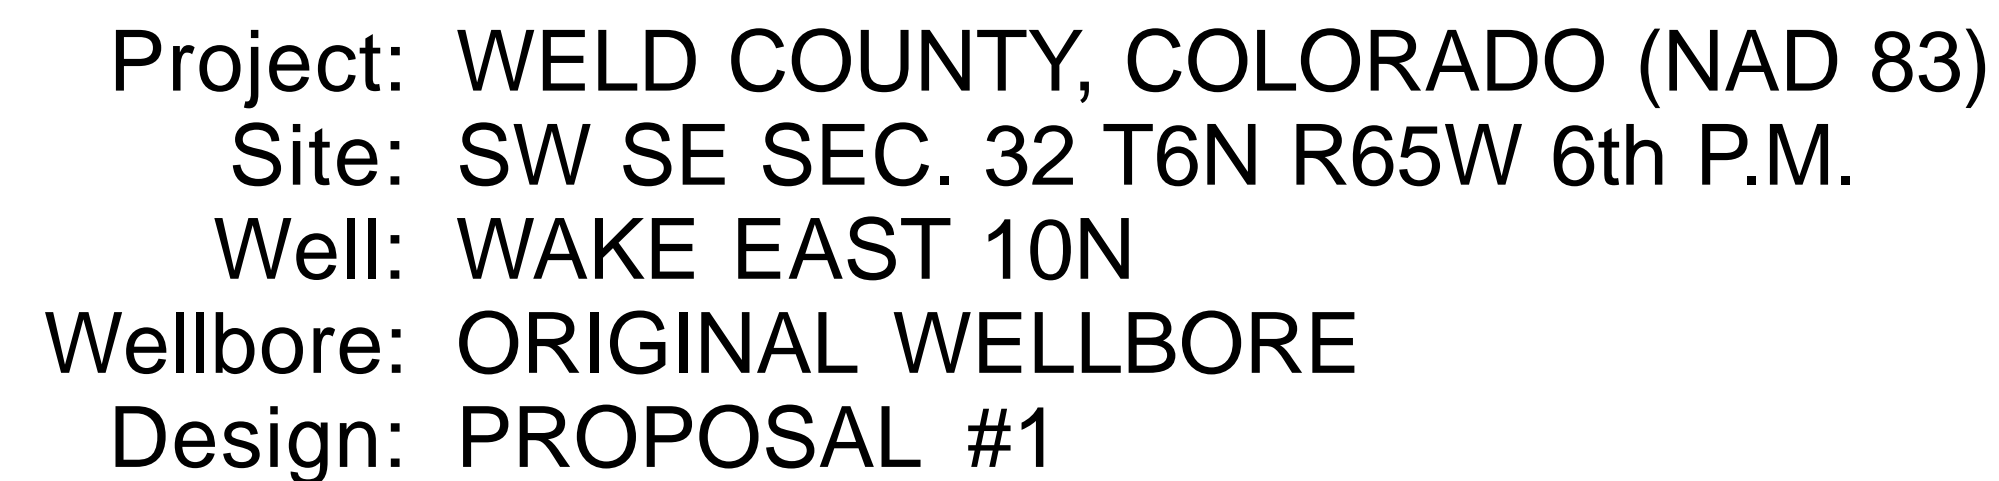 Project: WELD COUNTY, COLORADO (NAD 83)
Site: SW SE SEC. 32 T6N R65W 6th P.M.
Well: WAKE EAST 10N
Wellbore: ORIGINAL WELLBORE
Design: PROPOSAL #1